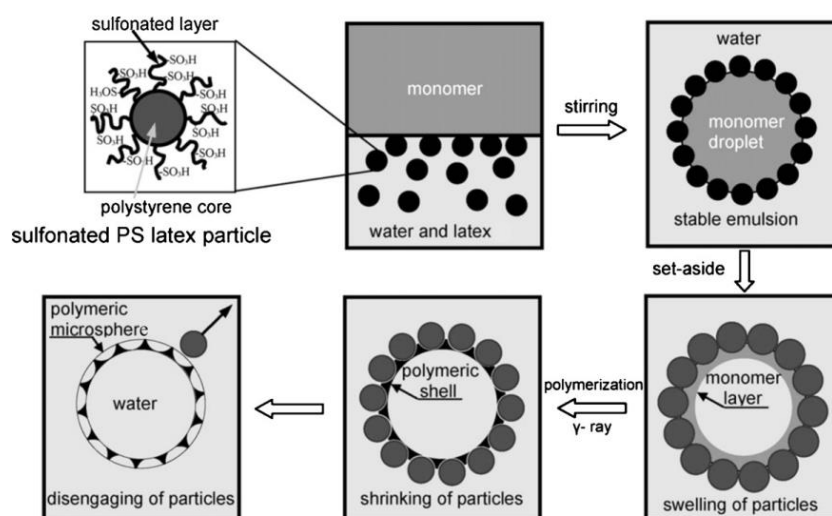 sulfonated layer
SO₃H
SO₃H
SO₃H
SO₃H
SO₃H
H₃OS
SO₃H
SO₃H
SO₃H
SO₃H
SO₃H
SO₃H
SO₃H
polystyrene core
sulfonated PS latex particle
monomer
water and latex
stirring
water
monomer
droplet
stable emulsion
set-aside
monomer
layer
swelling of particles
polymerization
γ- ray
polymeric
shell
shrinking of particles
polymeric
microsphere
water
disengaging of particles